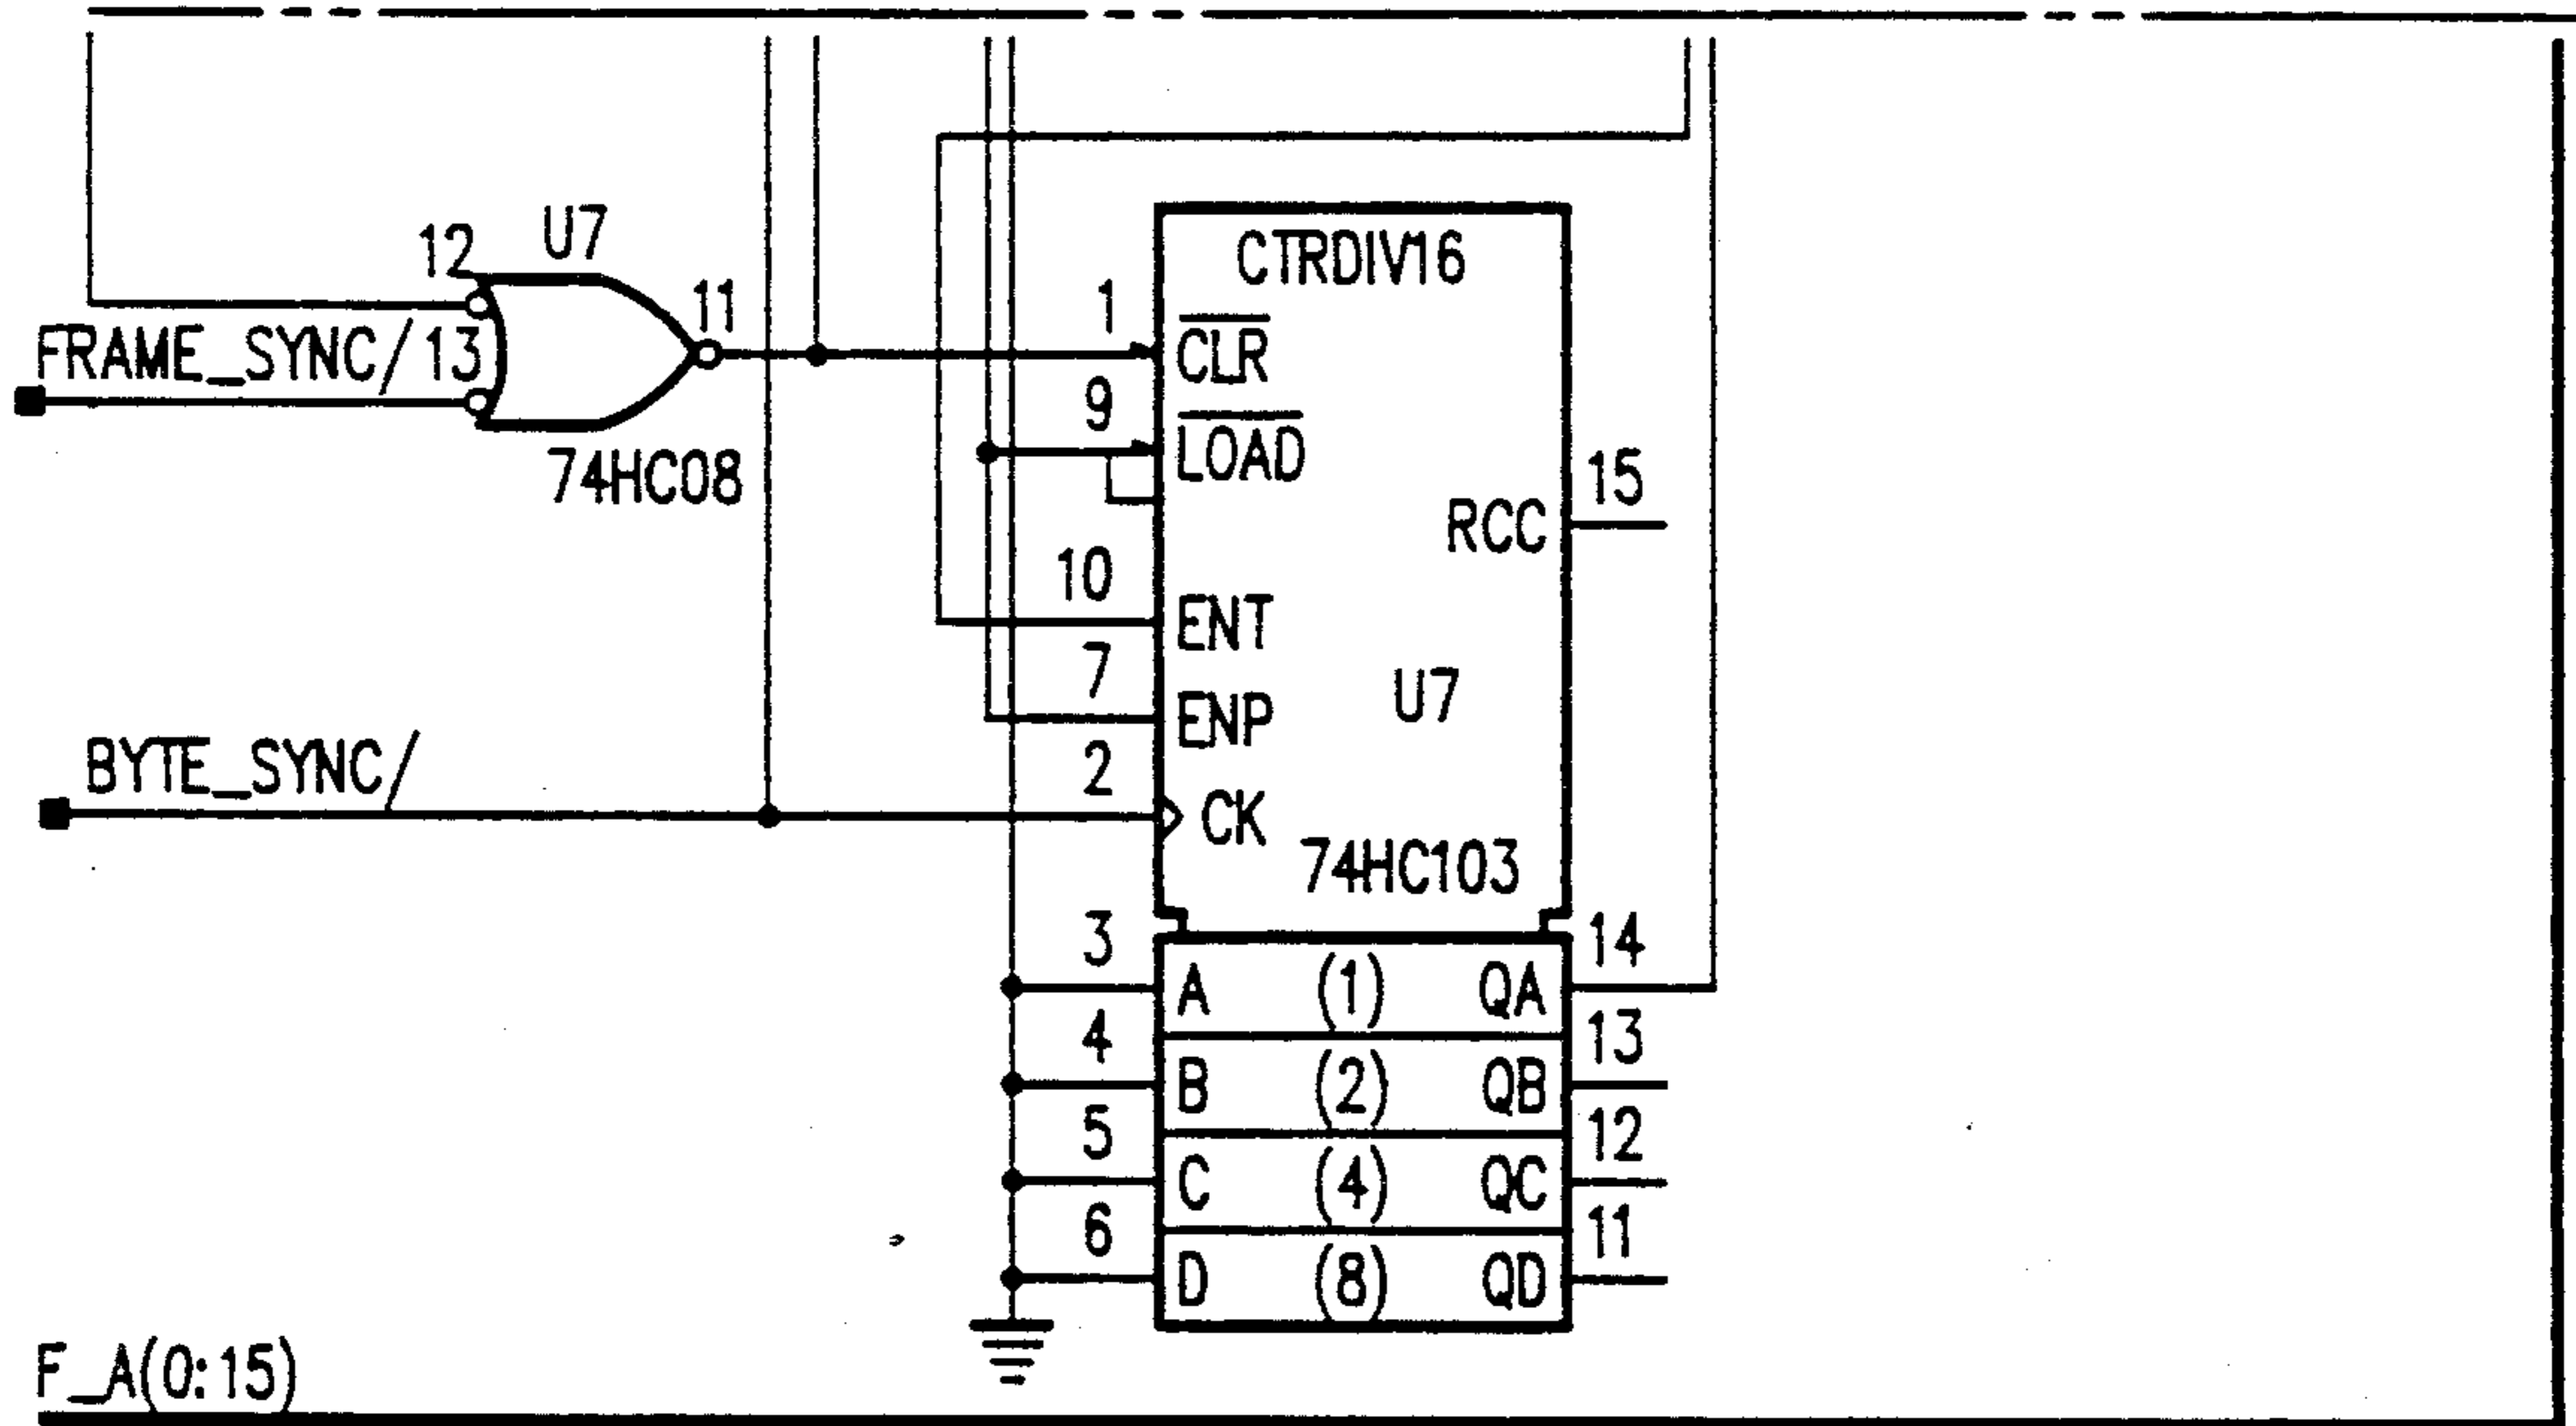 U7
12
11
FRAME_SYNC/ 13
74HC08
CTRDIV16
1
CLR
9
LOAD
15
RCC
10
ENT
7
ENP
U7
2
BYTE_SYNC/
CK
74HC103
3
A (1) QA
14
4
B (2) QB
13
5
C (4) QC
12
6
D (8) QD
11
F_A(0:15)